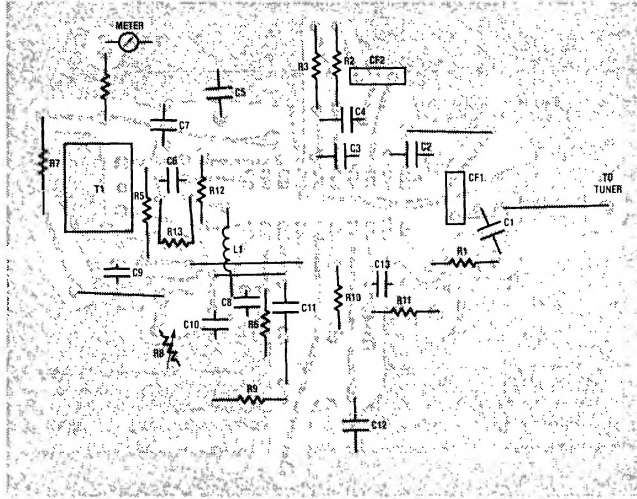 METER
R3
R2
CF2
C5
C4
C7
C3
C2
R7
C6
T1
R5
R12
CF1
TO
TUNER
C1
R13
L1
C9
C13
R1
C8
C11
R10
R11
C10
R6
R8
R9
C12